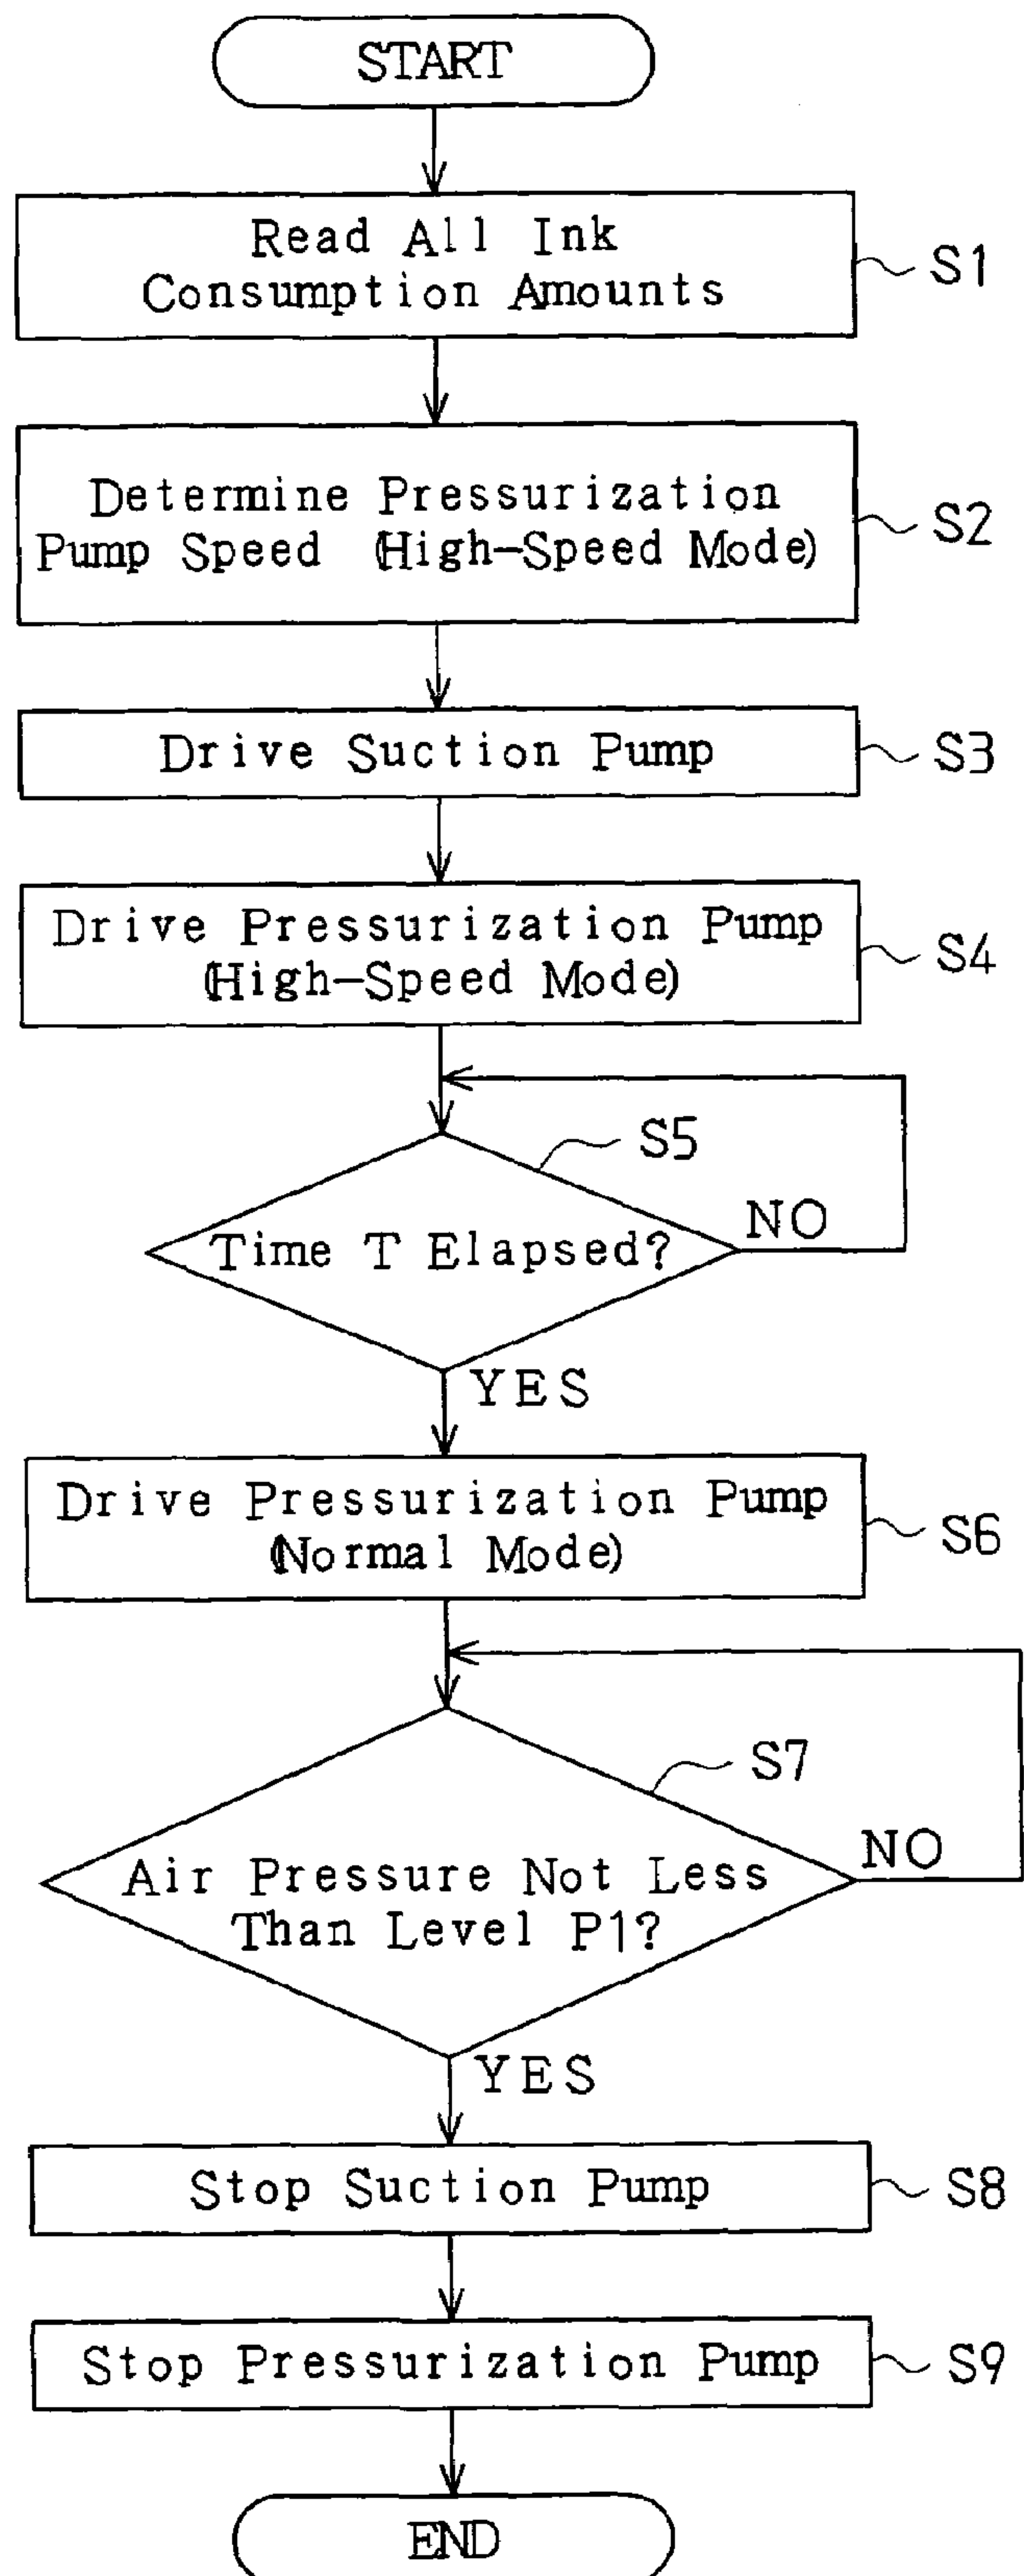 START
Read All Ink
Consumption Amounts
S1
Determine Pressurization
Pump Speed (High-Speed Mode)
S2
Drive Suction Pump
S3
Drive Pressurization Pump
(High-Speed Mode)
S4
S5
Time T Elapsed?
NO
YES
Drive Pressurization Pump
(Normal Mode)
S6
S7
Air Pressure Not Less
Than Level P1?
NO
YES
Stop Suction Pump
S8
Stop Pressurization Pump
S9
END